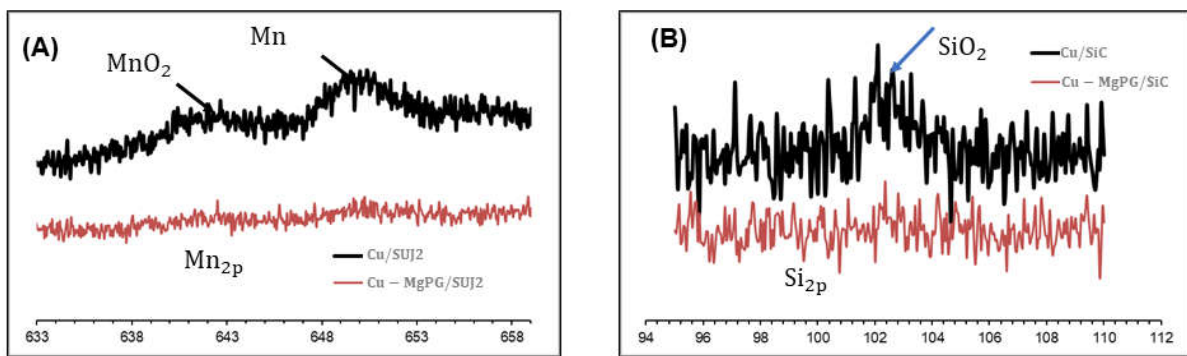 (A)
Mn
MnO₂
Mn₂ₚ
Cu/SUJ2
Cu − MgPG/SUJ2
633 638 643 648 653 658
(B)
SiO₂
Cu/SiC
Cu − MgPG/SiC
Si₂ₚ
94 96 98 100 102 104 106 108 110 112